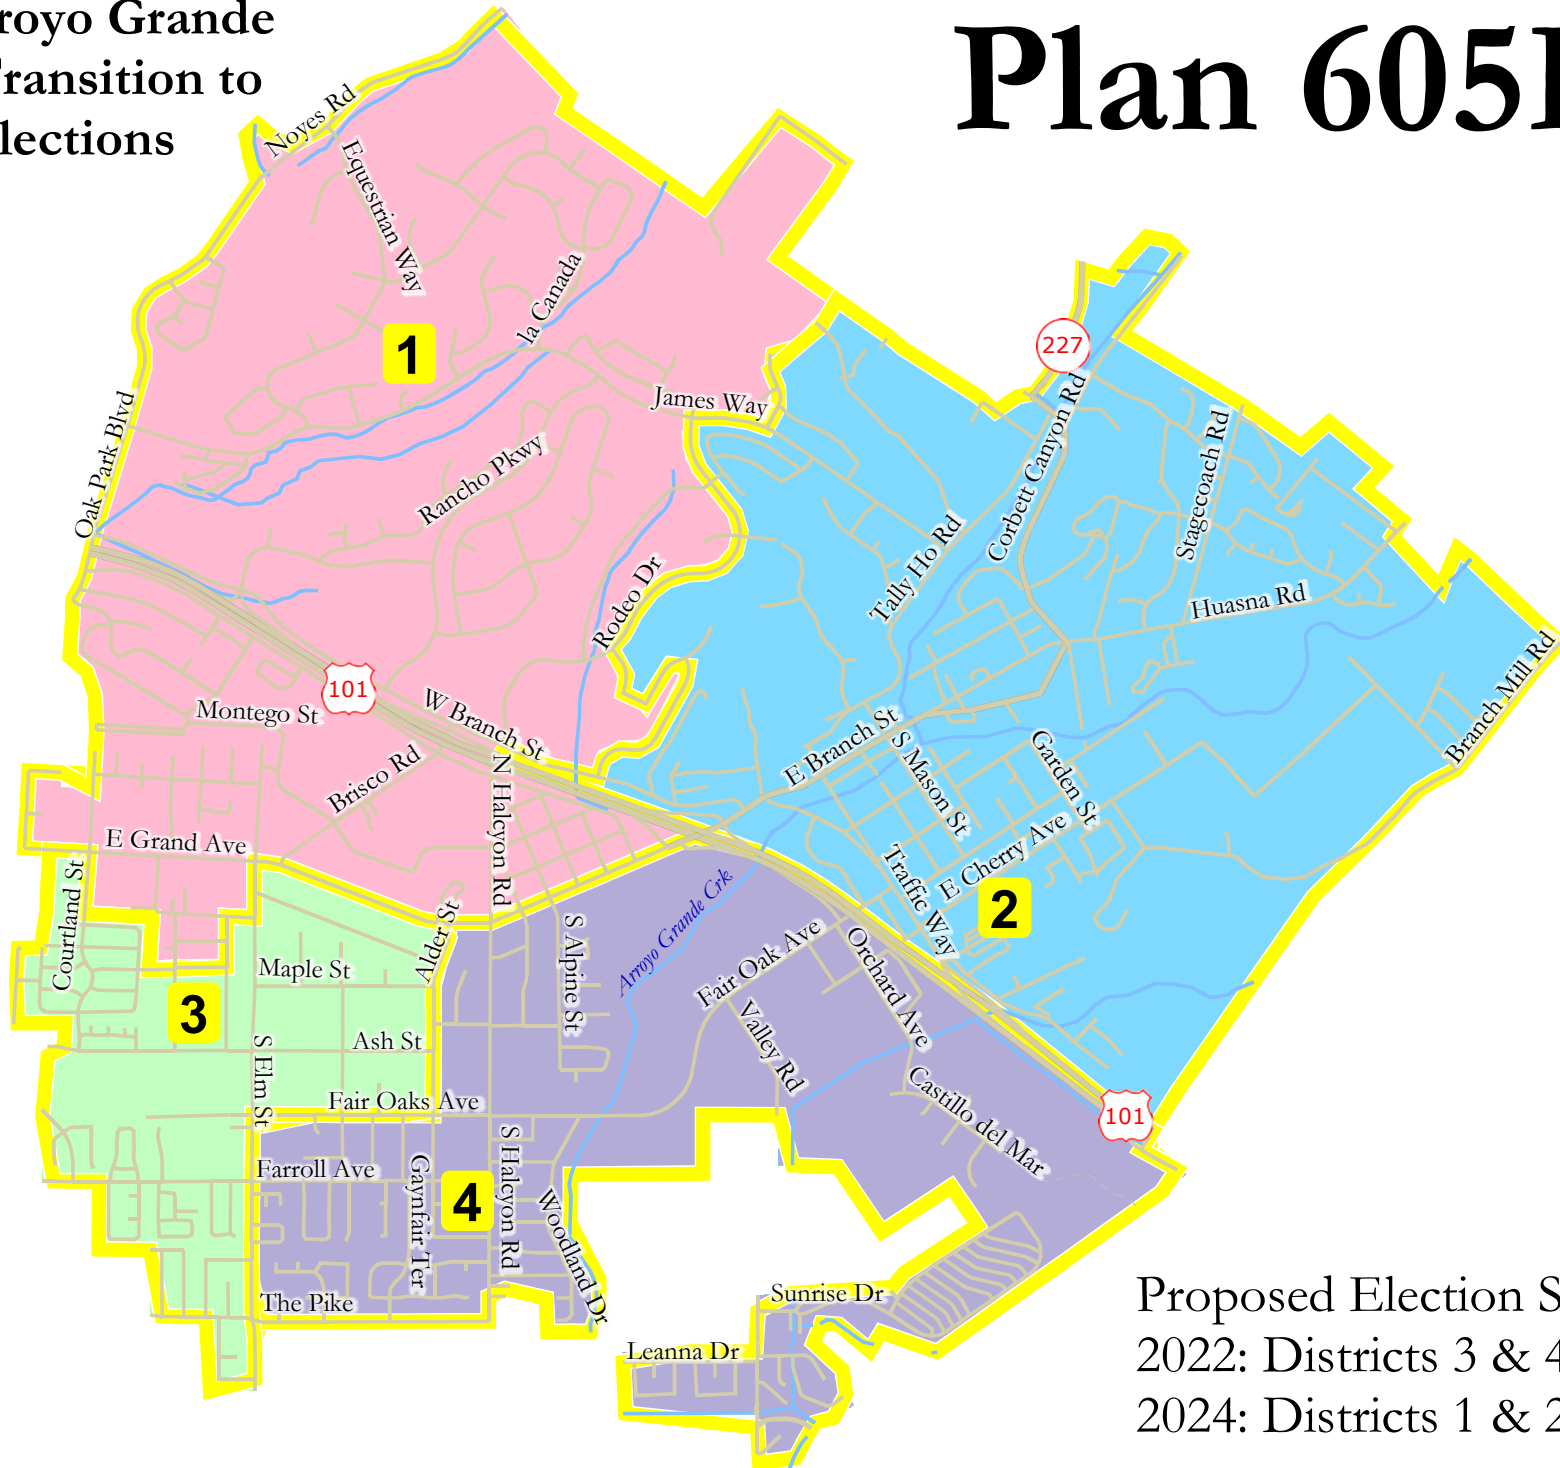 royo Grande
ransition to
lections
Plan 605
Noyes Rd
Equestrian Way
la Canada
1
227
James Way
Oak Park Blvd
Rancho Pkwy
Corbett Canyon Rd
Stagecoach Rd
Tally Ho Rd
Huasna Rd
Rodeo Dr
Branch Mill Rd
101
Montego St
W Branch St
E Branch St
S Mason St
Garden St
Brisco Rd
N Halcyon Rd
E Grand Ave
E Cherry Ave
Traffic Way
2
Courtland St
Alder St
S Alpine St
Arroyo Grande Crk
Fair Oak Ave
Orchard Ave
Maple St
3
Valley Rd
Ash St
S Elm St
Castillo del Mar
Fair Oaks Ave
101
Farroll Ave
Gaynfair Ter
4
S Halcyon Rd
Woodland Dr
The Pike
Sunrise Dr
Leanna Dr
Proposed Election S
2022: Districts 3 & 4
2024: Districts 1 & 2